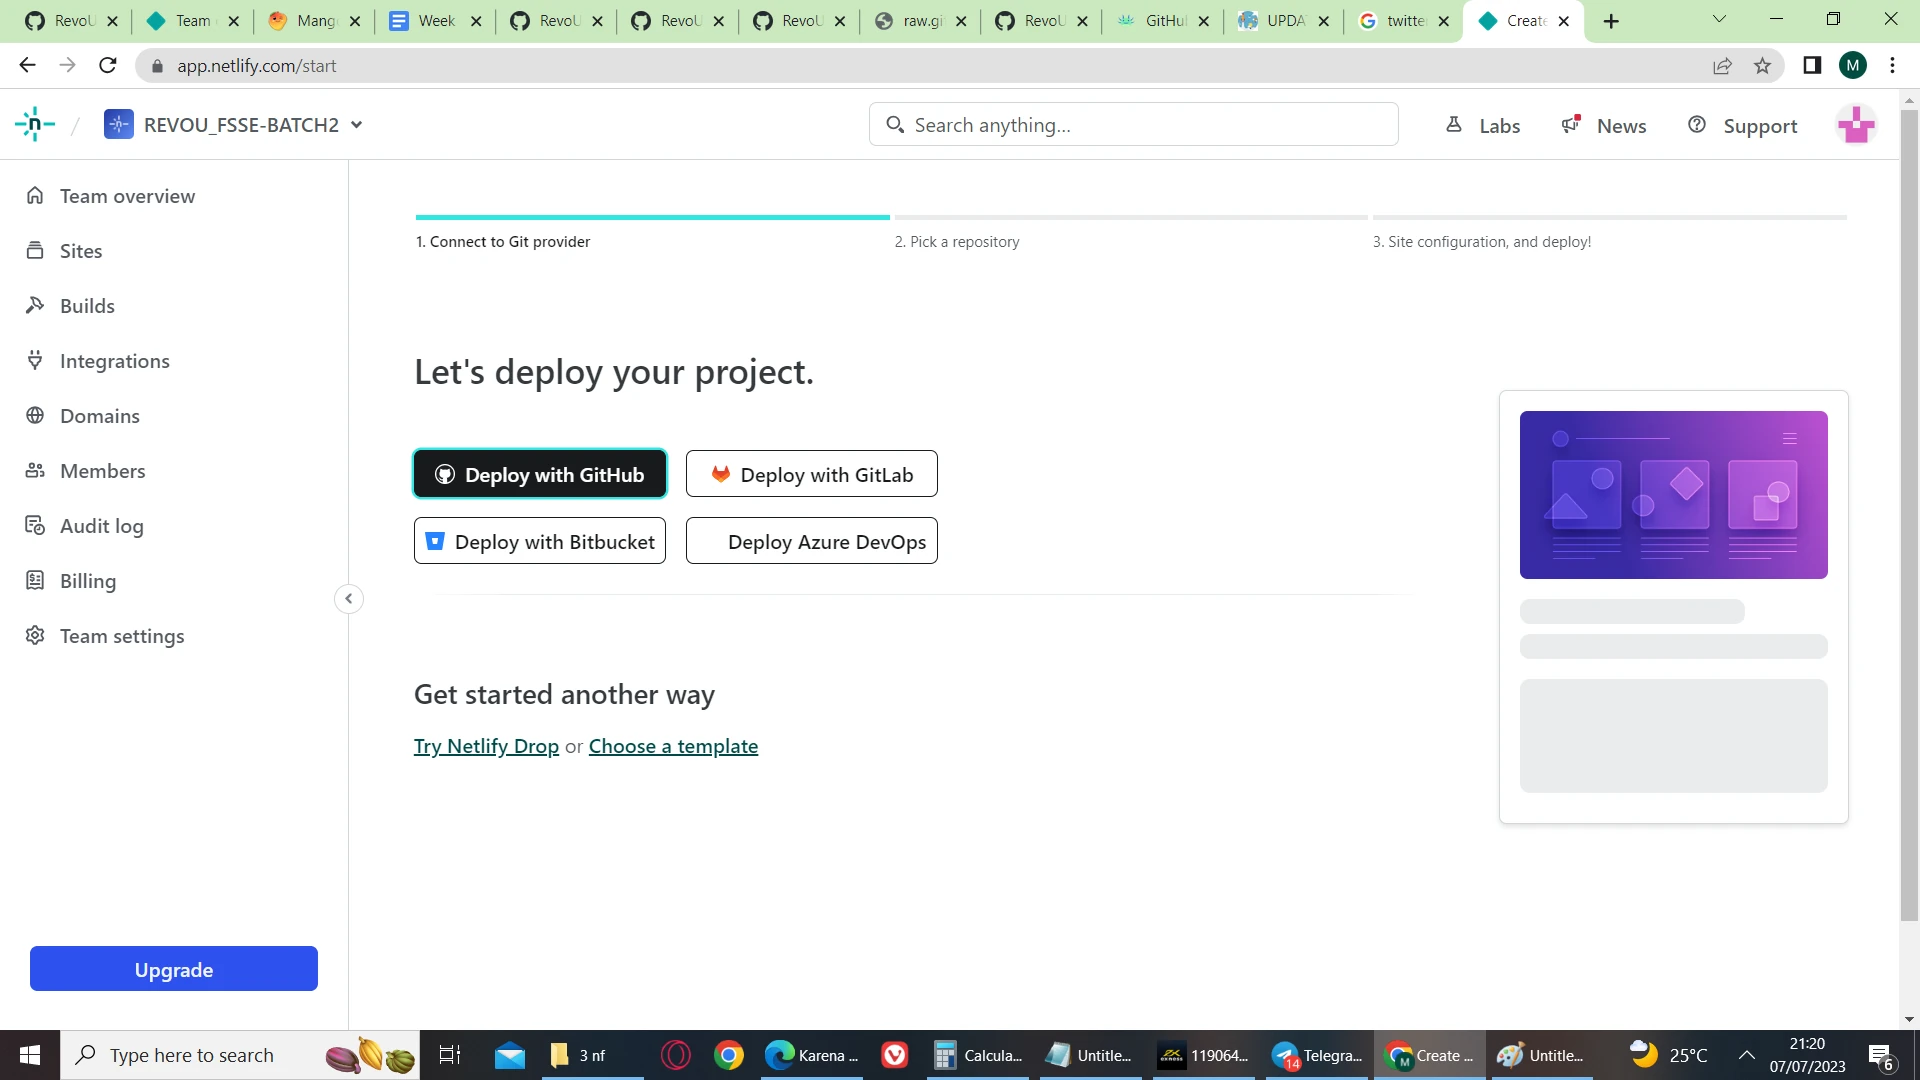 RevoU
Team
Mang
Week
RevoU
RevoU
RevoU
raw.gi
RevoU
GitHu
UPDA
twitte
Create
app.netlify.com/start
M
REVOU_FSSE-BATCH2
Search anything...
Labs
News
Support
Team overview
Sites
Builds
Integrations
Domains
Members
Audit log
Billing
Team settings
Upgrade
1. Connect to Git provider
2. Pick a repository
3. Site configuration, and deploy!
Let's deploy your project.
Deploy with GitHub
Deploy with GitLab
Deploy with Bitbucket
Deploy Azure DevOps
Get started another way
Try Netlify Drop or Choose a template
Type here to search
3 nf
Karena ...
Calcula...
Untitle...
119064...
14
Telegra...
M
Create ...
Untitle...
25°C
21:20
07/07/2023
6